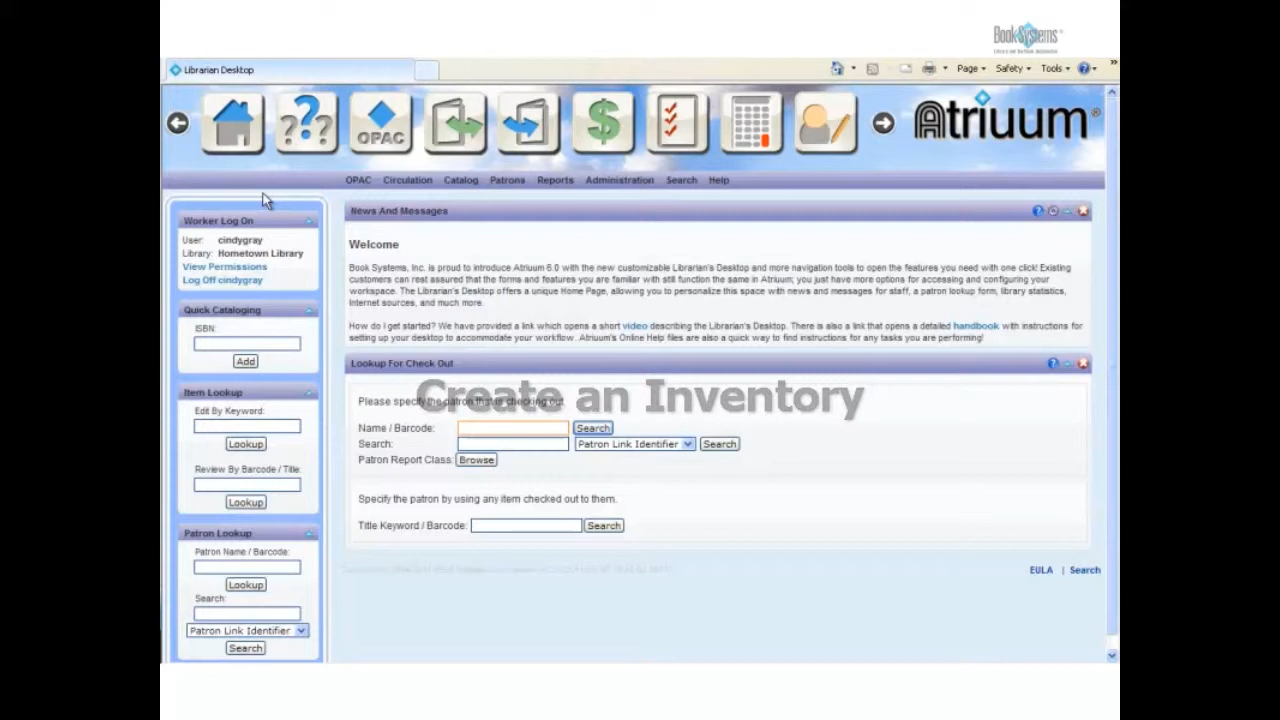 Book Systems
Librarian Desktop
Page
Safety
Tools
OPAC
Atriuum®
OPAC Circulation Catalog Patrons Reports Administration Search Help
Worker Log On
User: cindygray
Library: Hometown Library
View Permissions
Log Off cindygray
Quick Cataloging
ISBN:
Add
Item Lookup
Edit By Keyword:
Lookup
Review By Barcode / Title:
Lookup
Patron Lookup
Patron Name / Barcode:
Lookup
Search:
Patron Link Identifier
Search
News And Messages
Welcome
Book Systems, Inc. is proud to introduce Atriuum 6.0 with the new customizable Librarian's Desktop and more navigation tools to open the features you need with one click! Existing
customers can rest assured that the forms and features you are familiar with still function the same in Atriuum; you just have more options for accessing and configuring your
workspace. The Librarian's Desktop offers a unique Home Page, allowing you to personalize this space with news and messages for staff, a patron lookup form, library statistics,
Internet sources, and much more.
How do I get started? We have provided a link which opens a short video describing the Librarian's Desktop. There is also a link that opens a detailed handbook with instructions for
setting up your desktop to accommodate your workflow. Atriuum's Online Help files are also a quick way to find instructions for any tasks you are performing!
Lookup For Check Out
Create an Inventory
Please specify the patron that is checking out.
Name / Barcode: Search
Search: Patron Link Identifier Search
Patron Report Class: Browse
Specify the patron by using any item checked out to them.
Title Keyword / Barcode: Search
EULA | Search